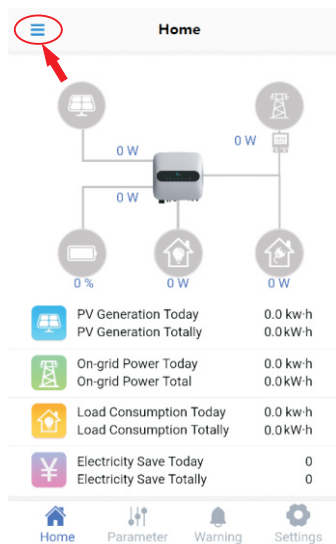 Home
0 W
0 W
0 W
0 %
0 W
0 W
PV Generation Today 0.0 kw·h
PV Generation Totally 0.0kW·h
On-grid Power Today 0.0 kw·h
On-grid Power Total 0.0kW·h
Load Consumption Today 0.0 kw·h
Load Consumption Totally 0.0kW·h
¥
Electricity Save Today 0
Electricity Save Totally 0
Home Parameter Warning Settings